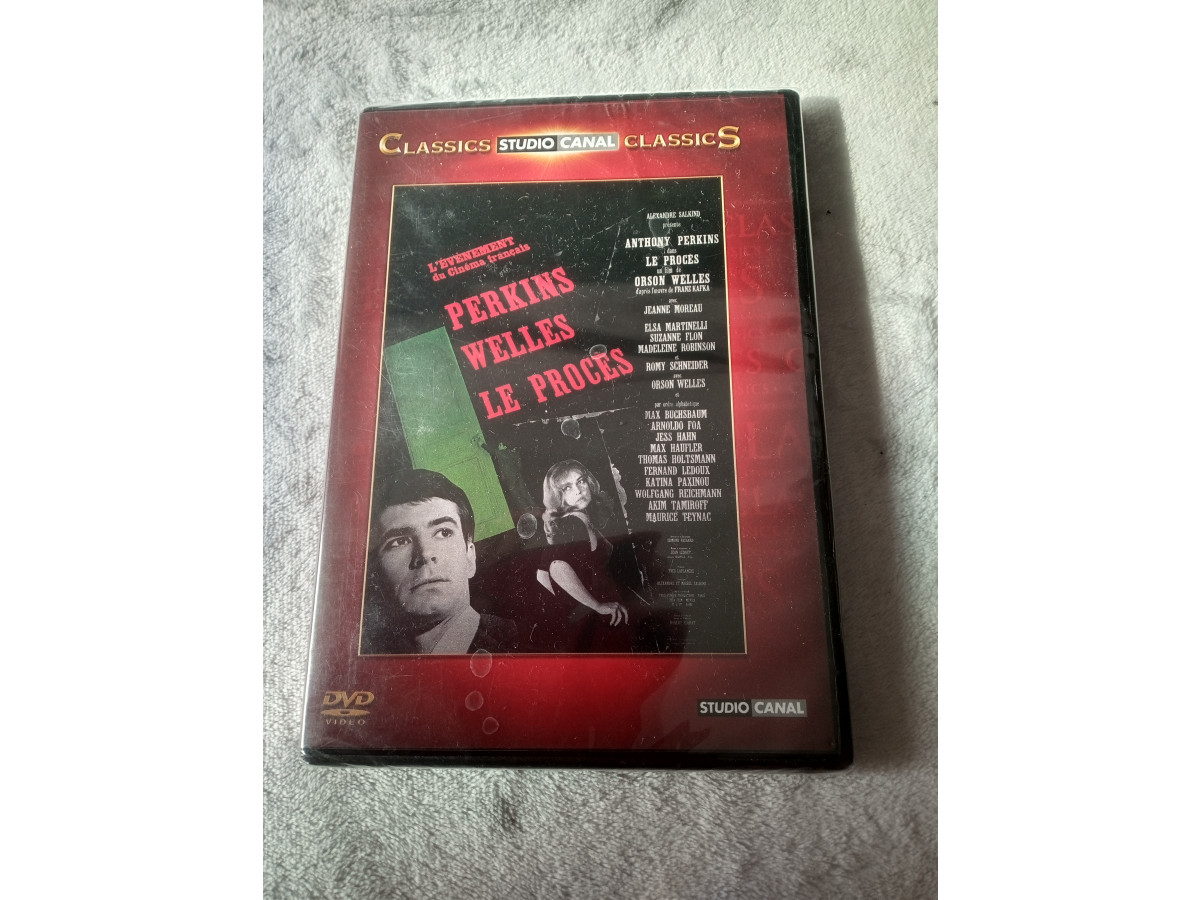 CLASSICS STUDIO CANAL CLASSICS
L'ÉVÉNEMENT
du Cinéma français
PERKINS
WELLES
LE PROCÈS
ALEXANDRE SALKIND
présente
ANTHONY PERKINS
dans
LE PROCES
un film de
ORSON WELLES
d'après l'œuvre de FRANZ KAFKA
avec
JEANNE MOREAU
ELSA MARTINELLI
SUZANNE FLON
MADELEINE ROBINSON
et
ROMY SCHNEIDER
avec
ORSON WELLES
et
par ordre alphabétique
MAX BUCHSBAUM
ARNOLDO FOA
JESS HAHN
MAX HAUFLER
THOMAS HOLTSMANN
FERNAND LEDOUX
KATINA PAXINOU
WOLFGANG REICHMANN
AKIM TAMIROFF
MAURICE TEYNAC
DVD
VIDEO
STUDIO CANAL